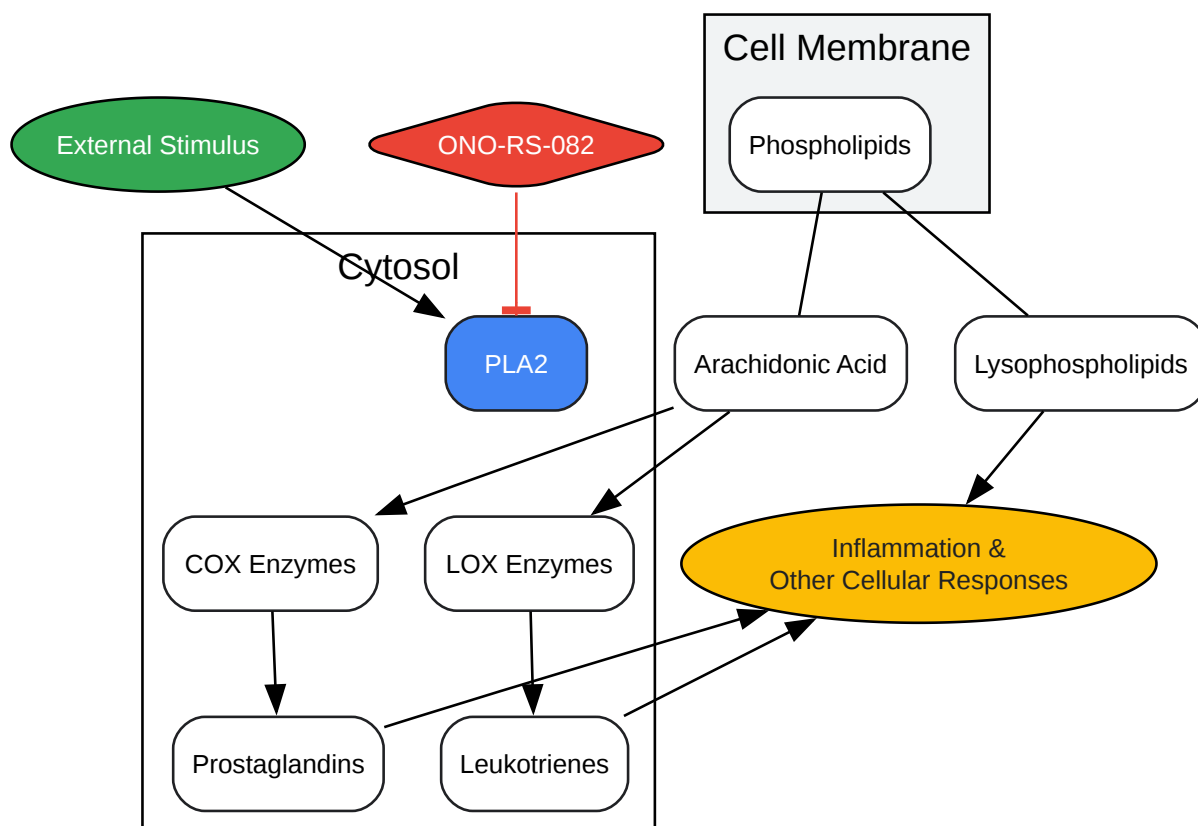 Cell Membrane
External Stimulus
ONO-RS-082
Phospholipids
Cytosol
PLA2
Arachidonic Acid
Lysophospholipids
COX Enzymes
LOX Enzymes
Inflammation &
Other Cellular Responses
Prostaglandins
Leukotrienes